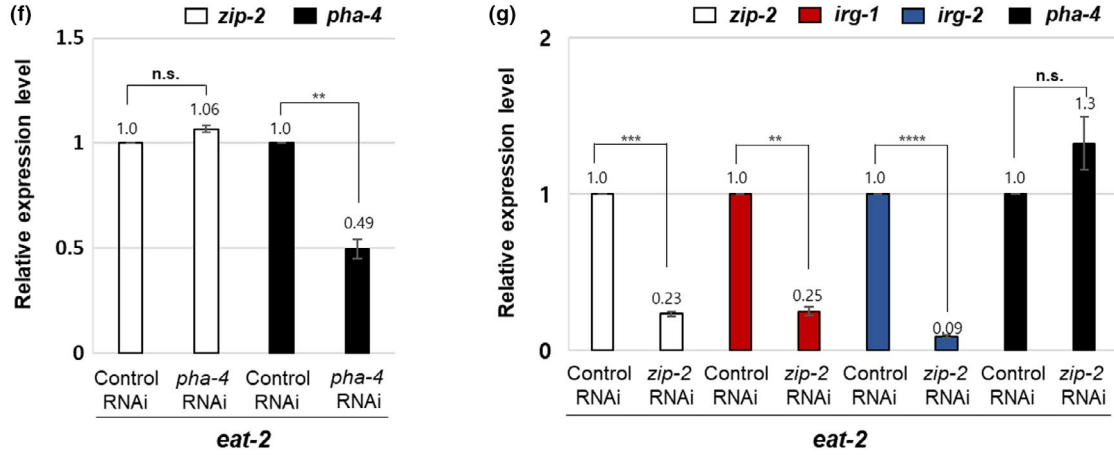 (f)
zip-2 pha-4
Relative expression level
1.5
1
0.5
0
n.s.
**
1.0
1.06
1.0
0.49
Control RNAi
pha-4 RNAi
Control RNAi
pha-4 RNAi
eat-2
(g)
zip-2 irg-1 irg-2 pha-4
Relative expression level
2
1
0
***
**
****
n.s.
1.0
0.23
1.0
0.25
1.0
0.09
1.0
1.3
Control RNAi
zip-2 RNAi
Control RNAi
zip-2 RNAi
Control RNAi
zip-2 RNAi
Control RNAi
zip-2 RNAi
eat-2